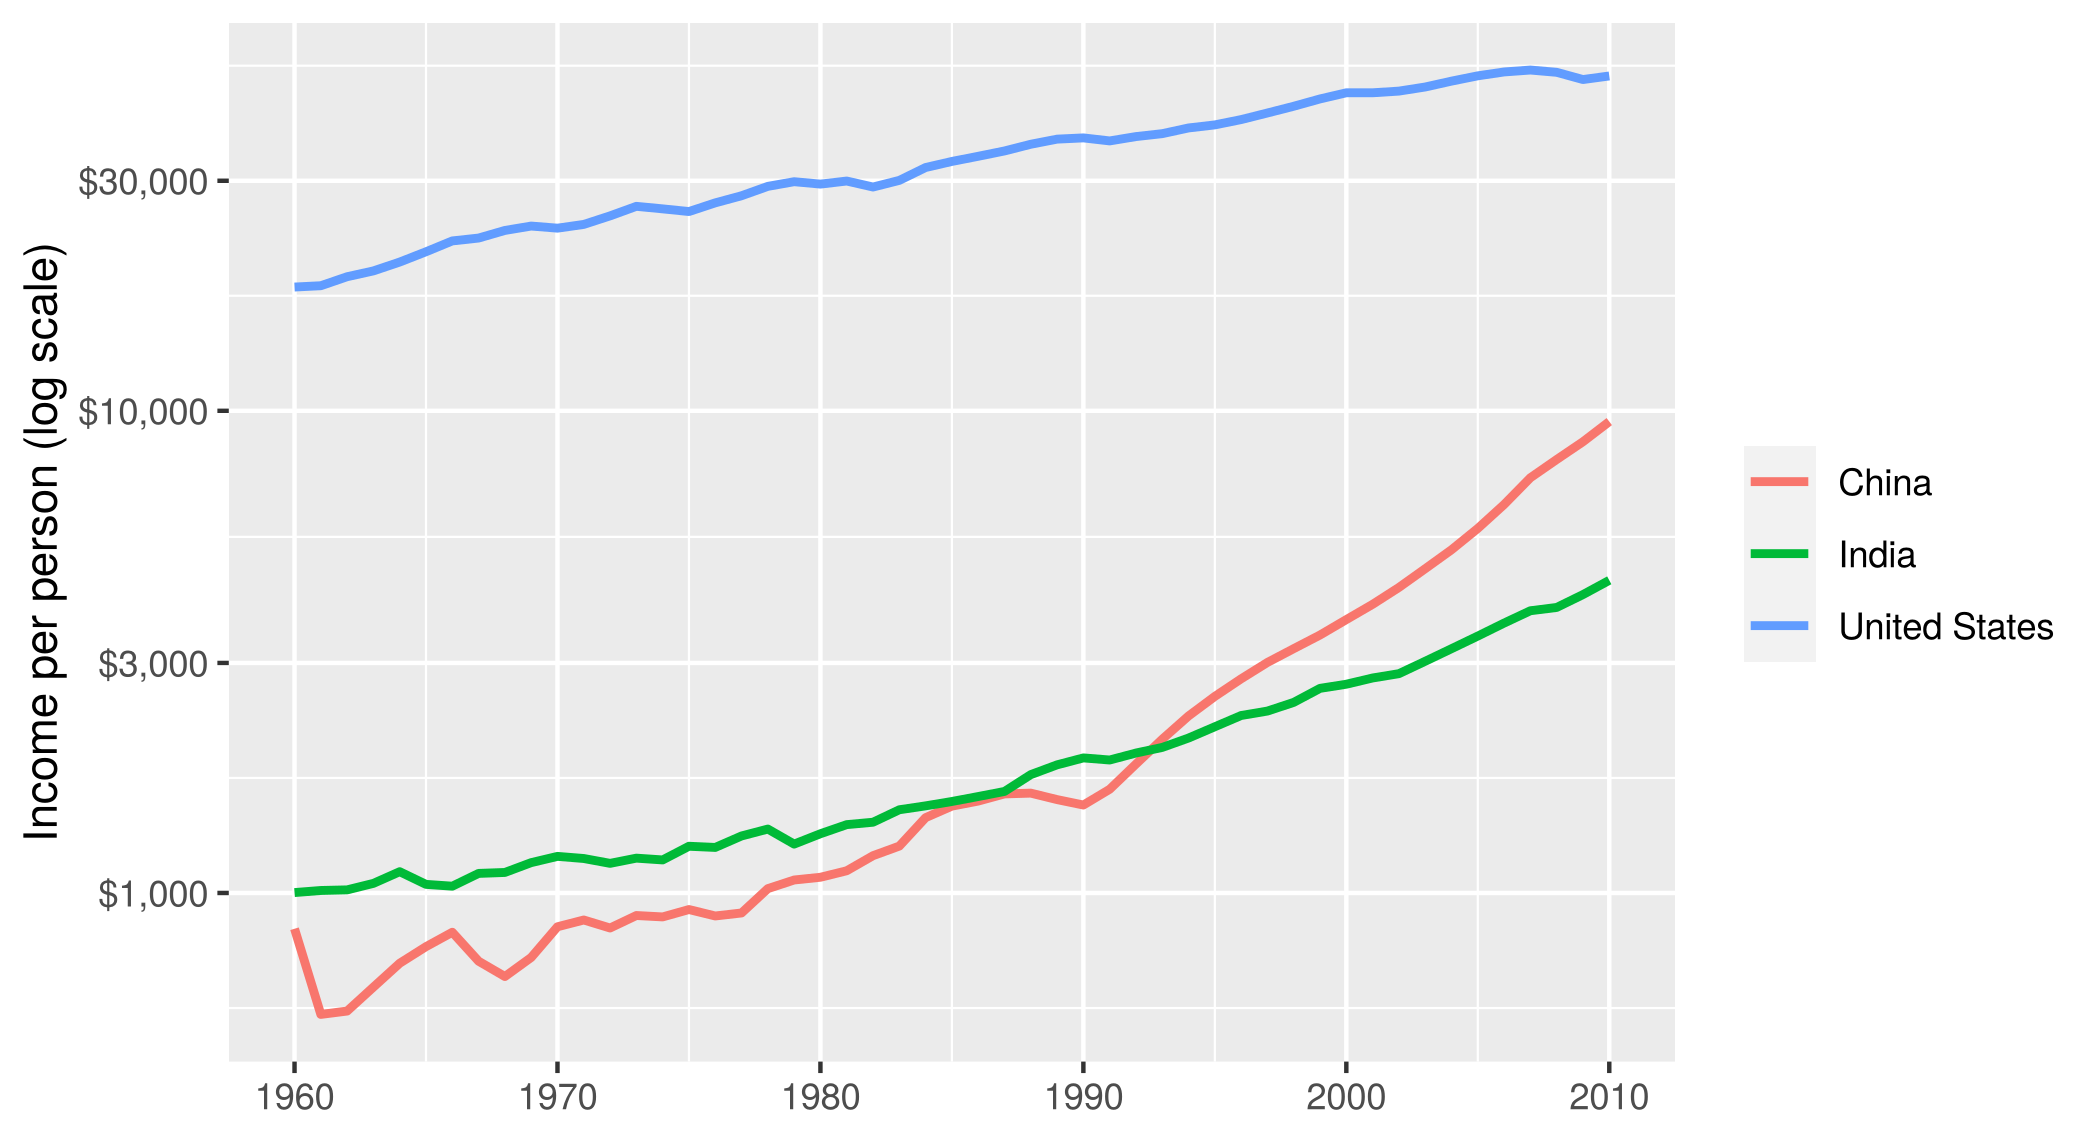 Income per person (log scale)
$30,000
$10,000
$3,000
$1,000
1960 1970 1980 1990 2000 2010
China
India
United States